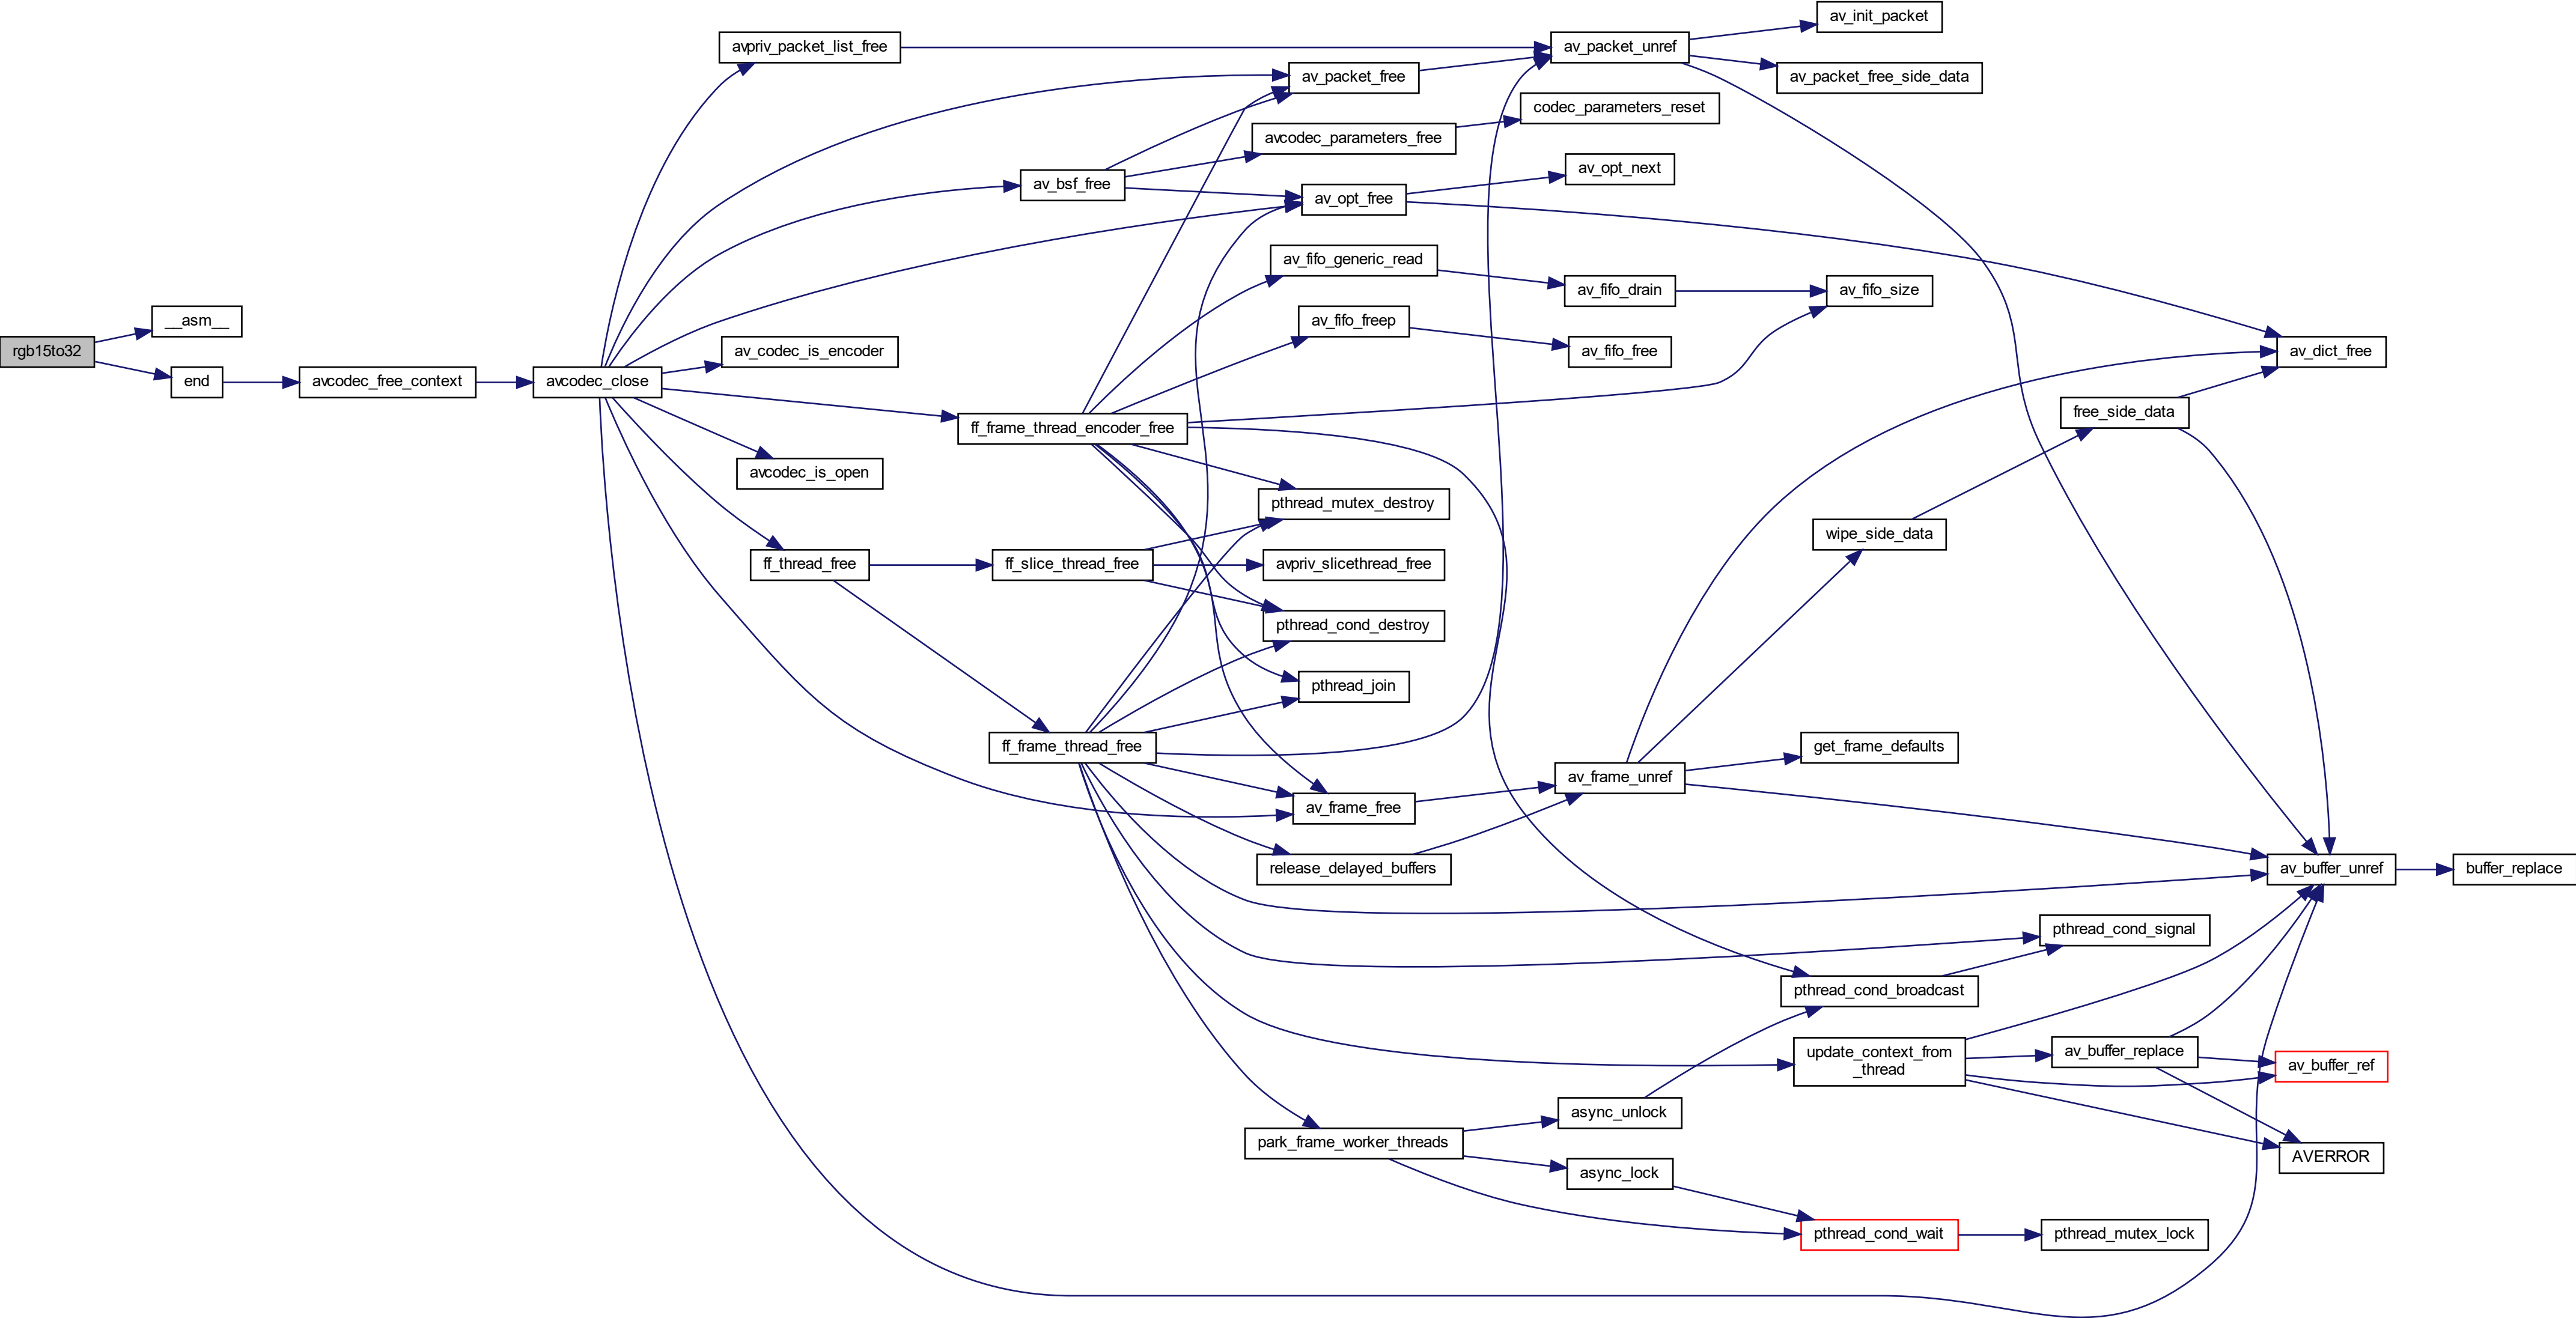 av_init_packet
avpriv_packet_list_free
av_packet_unref
av_packet_free
av_packet_free_side_data
codec_parameters_reset
avcodec_parameters_free
av_opt_next
av_bsf_free
av_opt_free
av_fifo_generic_read
av_fifo_drain
av_fifo_size
__asm__
av_fifo_freep
rgb15to32
av_codec_is_encoder
av_fifo_free
av_dict_free
end
avcodec_free_context
avcodec_close
free_side_data
ff_frame_thread_encoder_free
avcodec_is_open
pthread_mutex_destroy
wipe_side_data
ff_thread_free
ff_slice_thread_free
avpriv_slicethread_free
pthread_cond_destroy
pthread_join
ff_frame_thread_free
get_frame_defaults
av_frame_unref
av_frame_free
release_delayed_buffers
av_buffer_unref
buffer_replace
pthread_cond_signal
pthread_cond_broadcast
update_context_from
_thread
av_buffer_replace
av_buffer_ref
async_unlock
park_frame_worker_threads
AVERROR
async_lock
pthread_cond_wait
pthread_mutex_lock